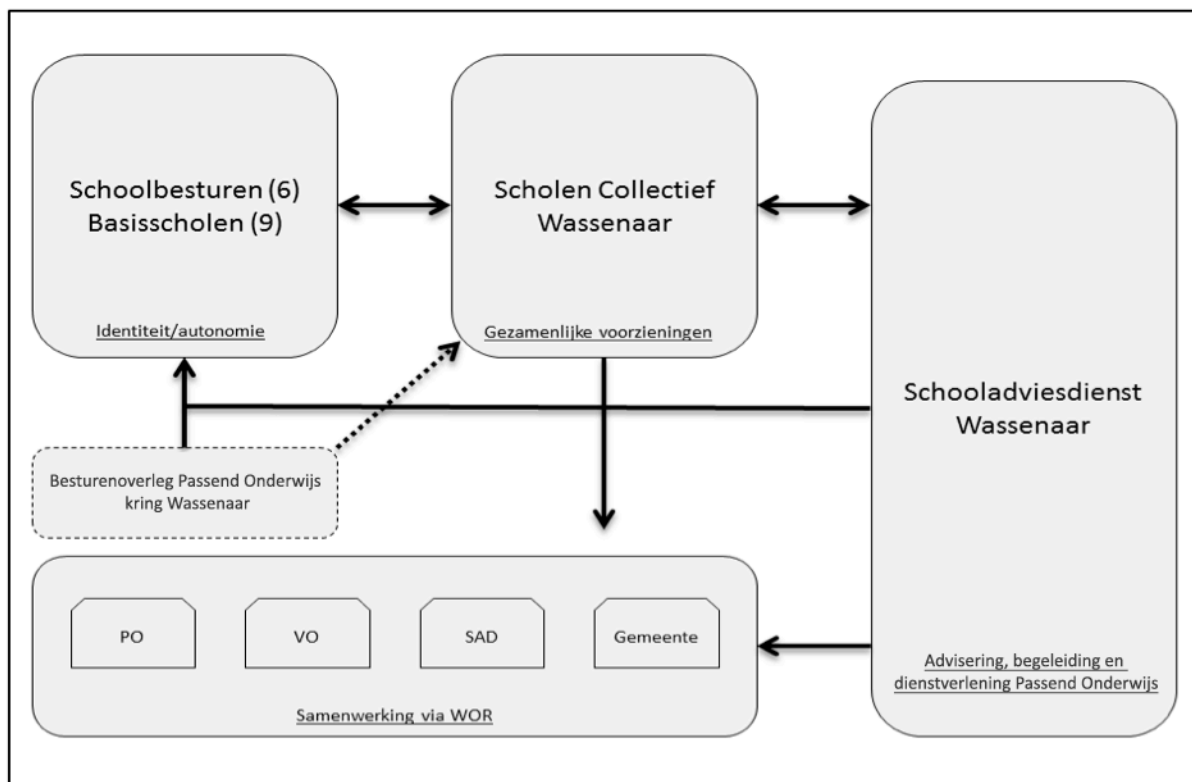 Schoolbesturen (6)
Basisscholen (9)
Identiteit/autonomie
Scholen Collectief
Wassenaar
Gezamenlijke voorzieningen
Schooladviesdienst
Wassenaar
Advisering, begeleiding en
dienstverlening Passend Onderwijs
Besturenoverleg Passend Onderwijs
kring Wassenaar
PO
VO
SAD
Gemeente
Samenwerking via WOR